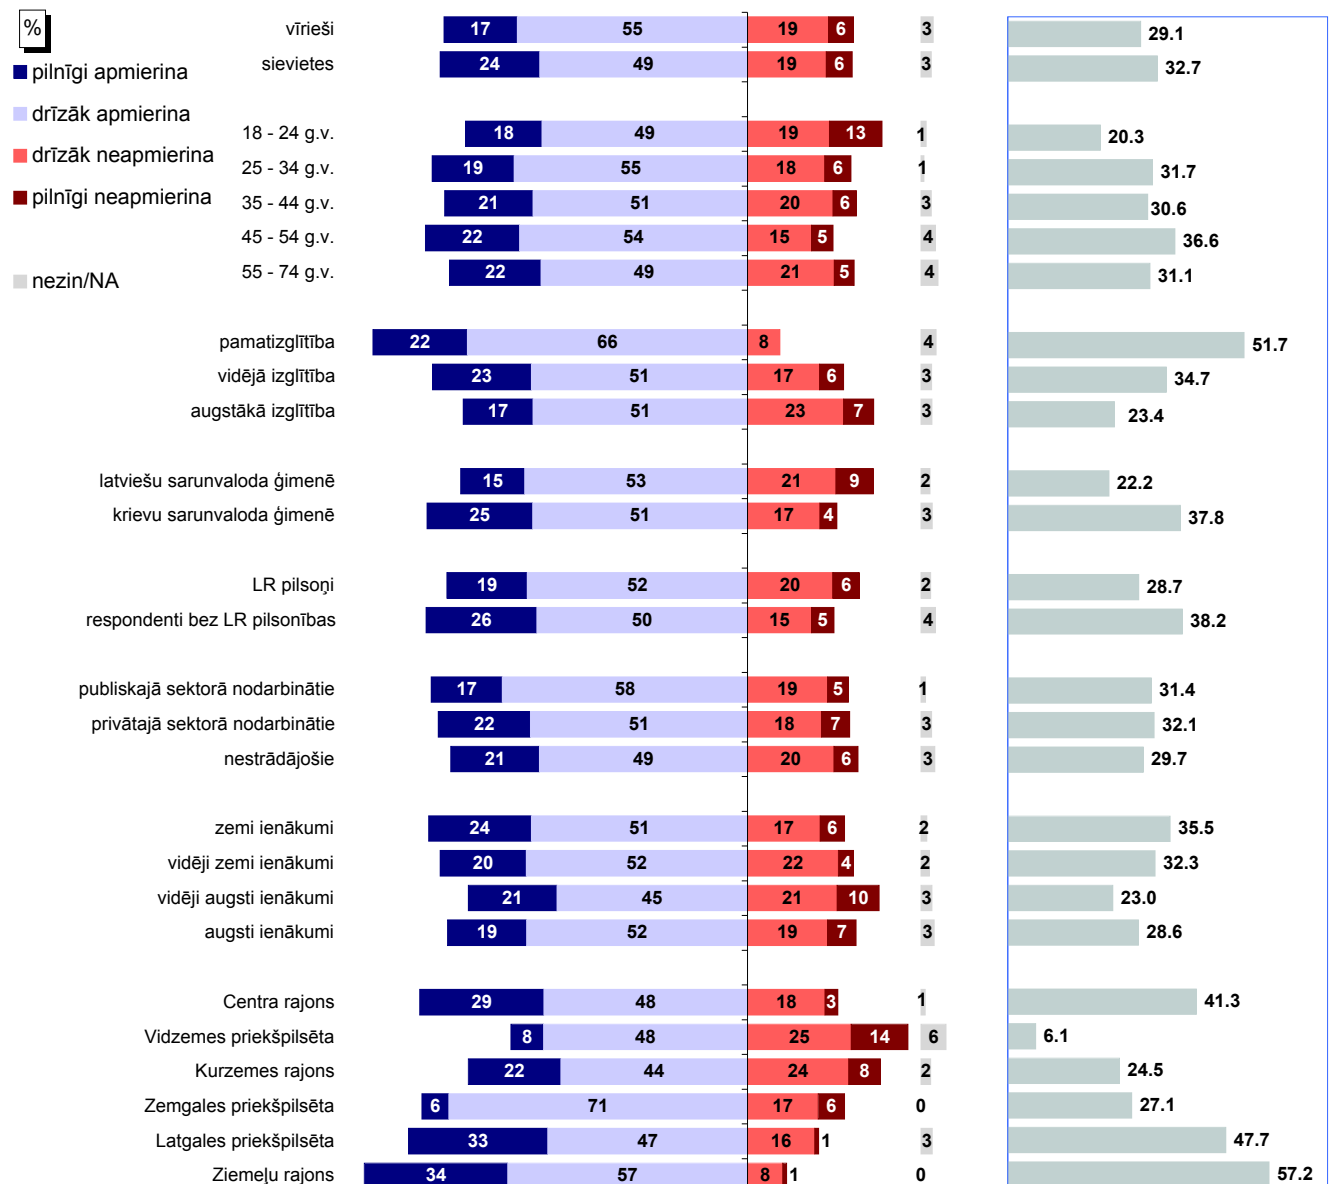 %
pilnīgi apmierina
drīzāk apmierina
drīzāk neapmierina
pilnīgi neapmierina
nezin/NA
vīrieši 17 55 19 6 3 29.1
sievietes 24 49 19 6 3 32.7
18 - 24 g.v. 18 49 19 13 1 20.3
25 - 34 g.v. 19 55 18 6 1 31.7
35 - 44 g.v. 21 51 20 6 3 30.6
45 - 54 g.v. 22 54 15 5 4 36.6
55 - 74 g.v. 22 49 21 5 4 31.1
pamatizglītība 22 66 8 4 51.7
vidējā izglītība 23 51 17 6 3 34.7
augstākā izglītība 17 51 23 7 3 23.4
latviešu sarunvaloda ģimenē 15 53 21 9 2 22.2
krievu sarunvaloda ģimenē 25 51 17 4 3 37.8
LR pilsoņi 19 52 20 6 2 28.7
respondenti bez LR pilsonības 26 50 15 5 4 38.2
publiskajā sektorā nodarbinātie 17 58 19 5 1 31.4
privātajā sektorā nodarbinātie 22 51 18 7 3 32.1
nestrādājošie 21 49 20 6 3 29.7
zemi ienākumi 24 51 17 6 2 35.5
vidēji zemi ienākumi 20 52 22 4 2 32.3
vidēji augsti ienākumi 21 45 21 10 3 23.0
augsti ienākumi 19 52 19 7 3 28.6
Centra rajons 29 48 18 3 1 41.3
Vidzemes priekšpilsēta 8 48 25 14 6 6.1
Kurzemes rajons 22 44 24 8 2 24.5
Zemgales priekšpilsēta 6 71 17 6 0 27.1
Latgales priekšpilsēta 33 47 16 1 3 47.7
Ziemeļu rajons 34 57 8 1 0 57.2